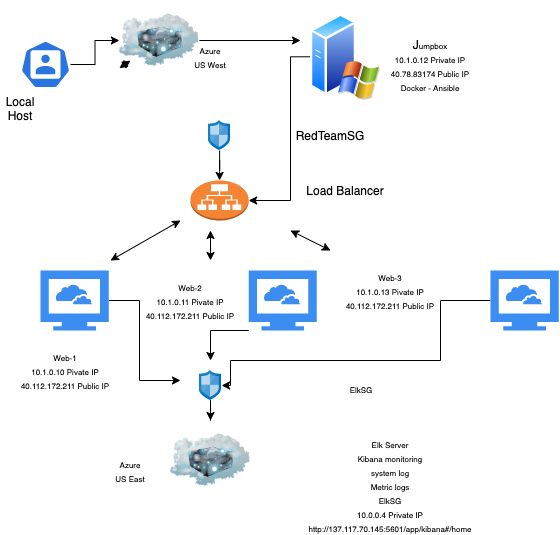 Jumpbox
10.1.0.12 Private IP
40.78.83174 Public IP
Docker - Ansible
Azure
US West
Local
Host
RedTeamSG
Load Balancer
Web-2
10.1.0.11 Private IP
40.112.172.211 Public IP
Web-3
10.1.0.13 Private IP
40.112.172.211 Public IP
Web-1
10.1.0.10 Private IP
40.112.172.211 Public IP
ElkSG
Azure
US East
Elk Server
Kibana monitoring
system log
Metric logs
ElkSG
10.0.0.4 Private IP
http://137.117.70.145:5601/app/kibana#/home